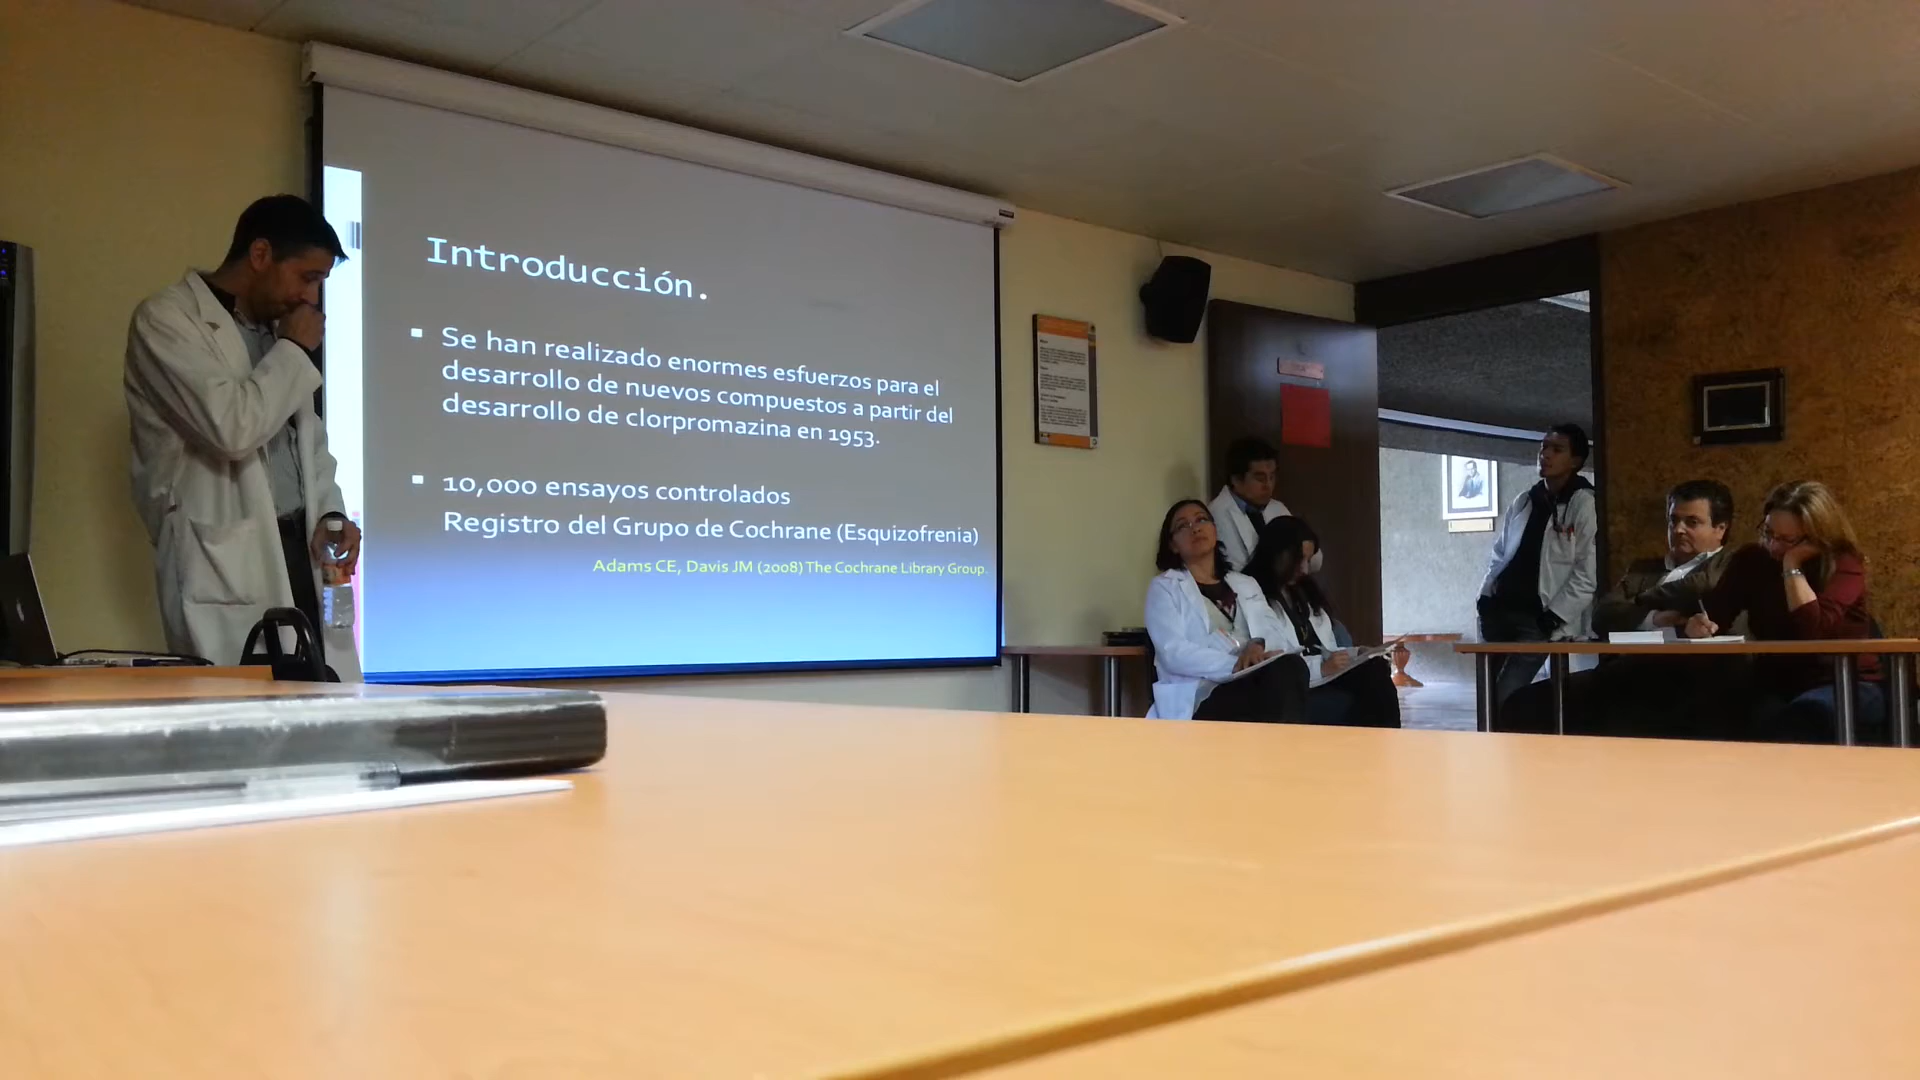 Introducción.
▪ Se han realizado enormes esfuerzos para el
desarrollo de nuevos compuestos a partir del
desarrollo de clorpromazina en 1953.
▪ 10,000 ensayos controlados
Registro del Grupo de Cochrane (Esquizofrenia)
Adams CE, Davis JM (2008) The Cochrane Library Group.